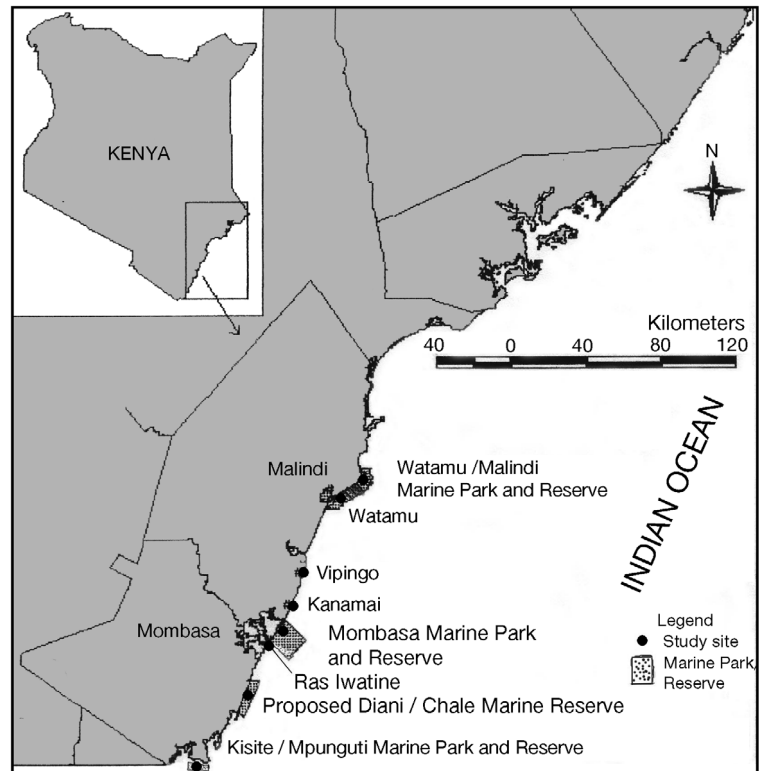 KENYA
N
Kilometers
40 0 40 80 120
INDIAN OCEAN
Malindi
Watamu /Malindi
Marine Park and Reserve
Watamu
Vipingo
Kanamai
Mombasa
Mombasa Marine Park
and Reserve
Ras Iwatine
Proposed Diani / Chale Marine Reserve
Kisite / Mpunguti Marine Park and Reserve
Legend
Study site
Marine Park,
Reserve